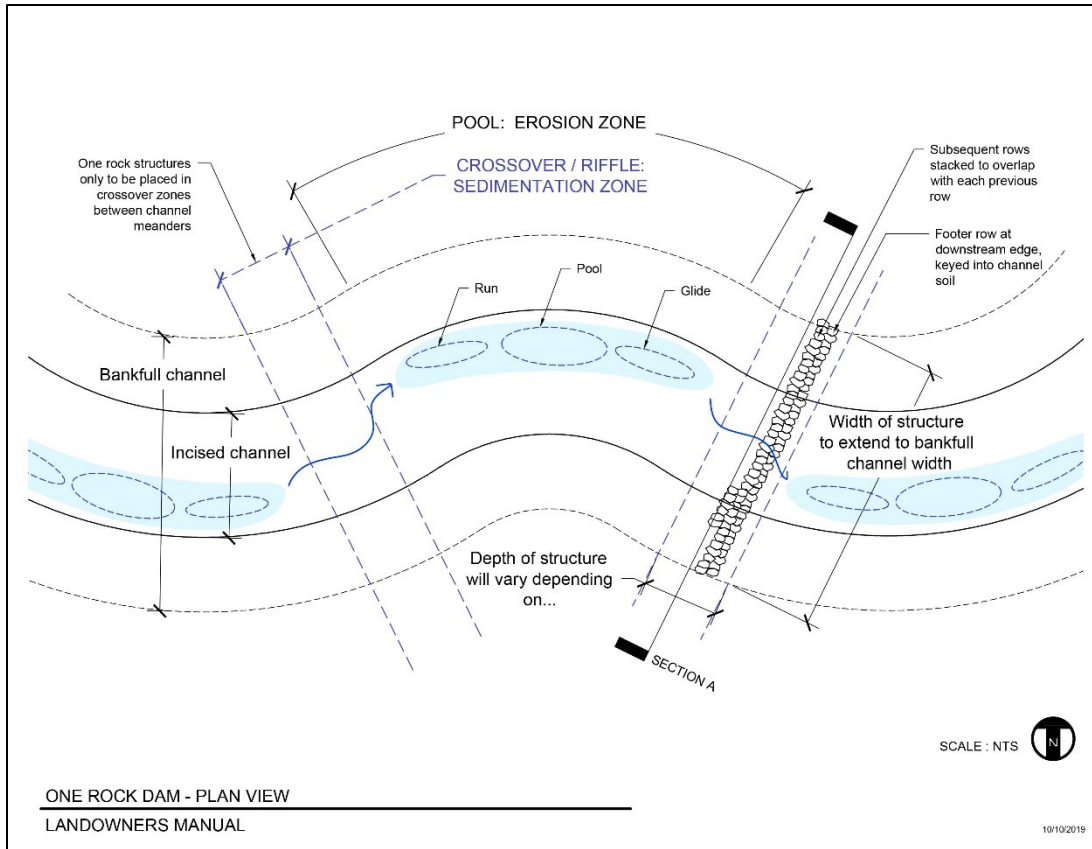 POOL: EROSION ZONE
CROSSOVER / RIFFLE:
SEDIMENTATION ZONE
One rock structures
only to be placed in
crossover zones
between channel
meanders
Subsequent rows
stacked to overlap
with each previous
row
Footer row at
downstream edge,
keyed into channel
soil
Run
Pool
Glide
Bankfull channel
Incised channel
Width of structure
to extend to bankfull
channel width
Depth of structure
will vary depending
on...
SECTION A
SCALE : NTS
N
ONE ROCK DAM - PLAN VIEW
LANDOWNERS MANUAL
10/10/2019